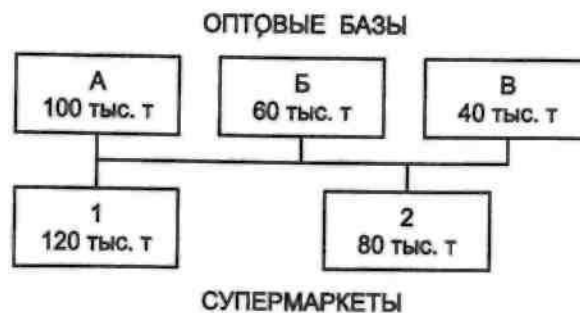 ОПТОВЫЕ БАЗЫ
А
100 тыс. т
Б
60 тыс. т
В
40 тыс. т
1
120 тыс. т
2
80 тыс. т
СУПЕРМАРКЕТЫ